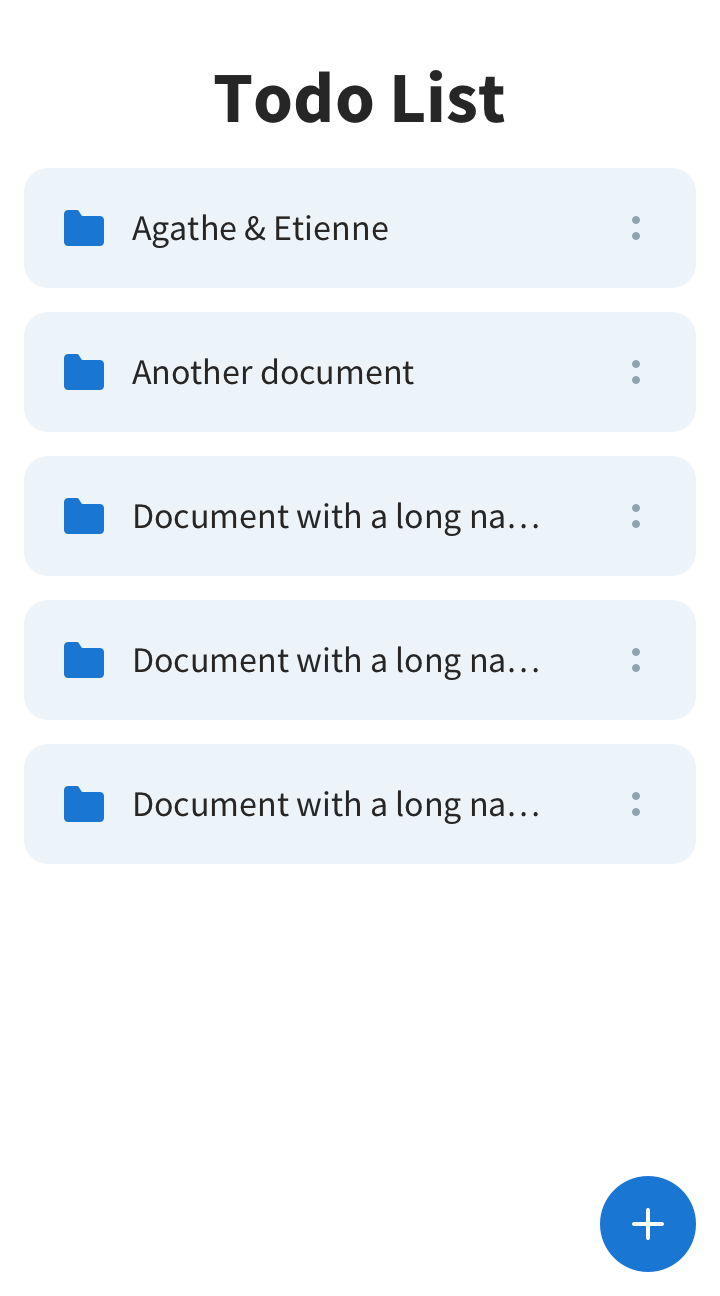 Todo List
Agathe & Etienne
Another document
Document with a long na…
Document with a long na…
Document with a long na…